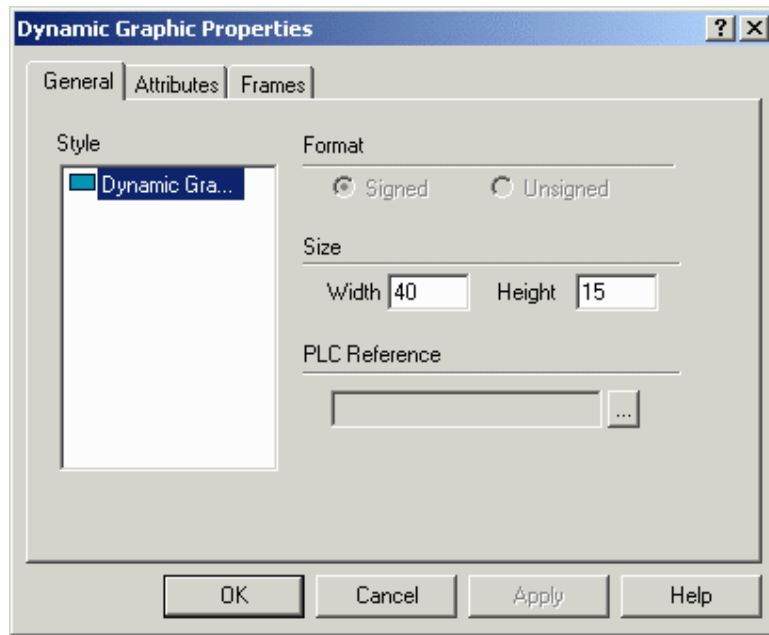 Dynamic Graphic Properties
? X
General Attributes Frames
Style
Dynamic Gra...
Format
Signed Unsigned
Size
Width 40 Height 15
PLC Reference
...
OK Cancel Apply Help